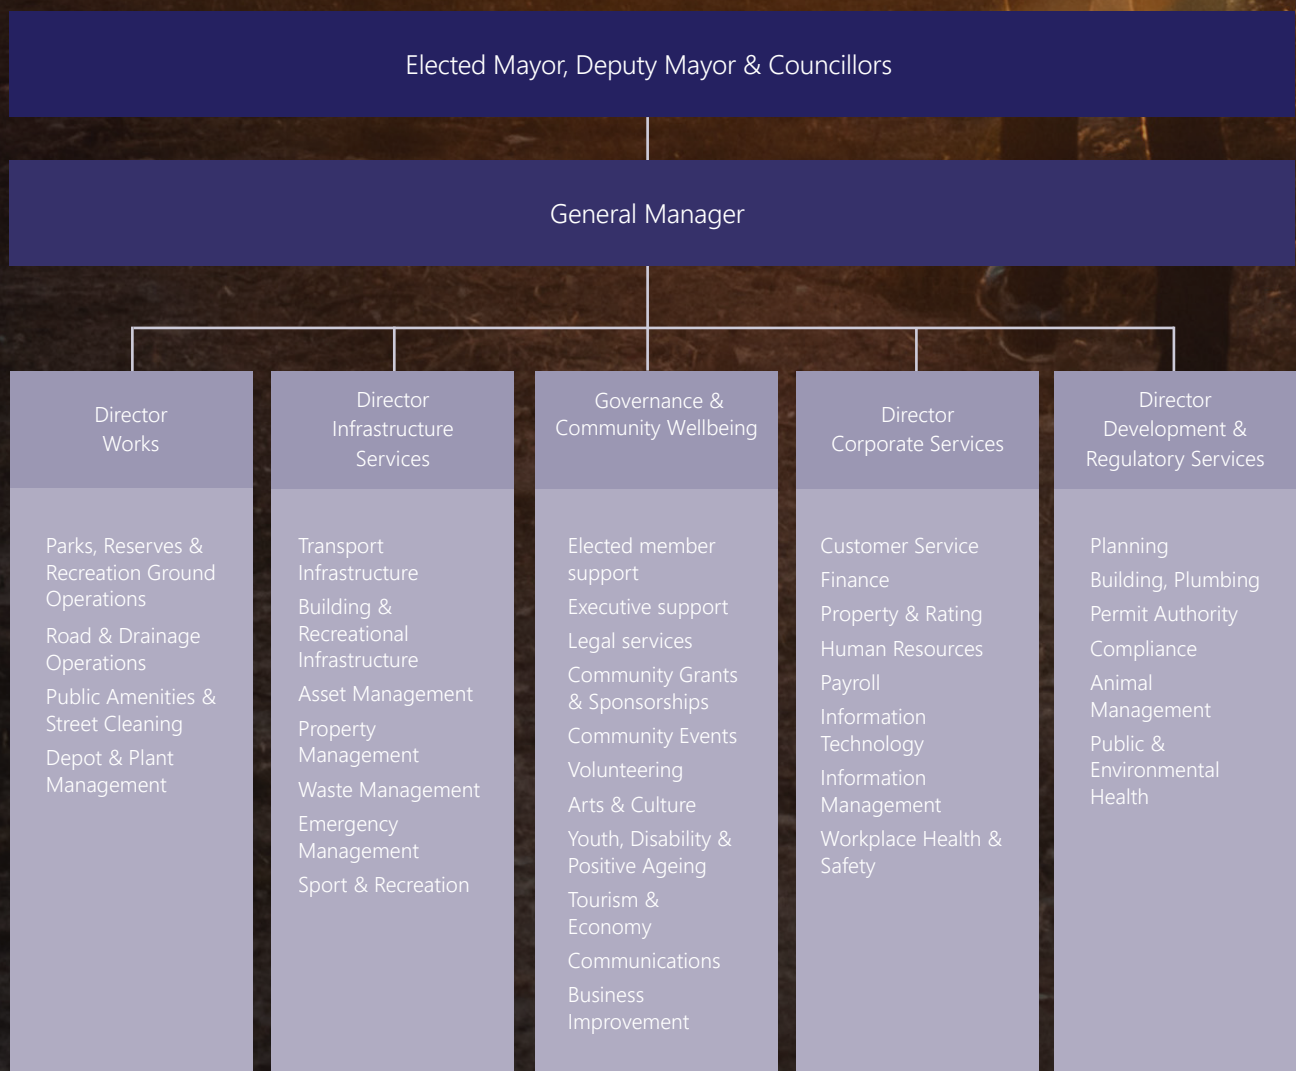 Elected Mayor, Deputy Mayor & Councillors
General Manager
Director
Works
Parks, Reserves &
Recreation Ground
Operations
Road & Drainage
Operations
Public Amenities &
Street Cleaning
Depot & Plant
Management
Director
Infrastructure
Services
Transport
Infrastructure
Building &
Recreational
Infrastructure
Asset Management
Property
Management
Waste Management
Emergency
Management
Sport & Recreation
Governance &
Community Wellbeing
Elected member
support
Executive support
Legal services
Community Grants
& Sponsorships
Community Events
Volunteering
Arts & Culture
Youth, Disability &
Positive Ageing
Tourism &
Economy
Communications
Business
Improvement
Director
Corporate Services
Customer Service
Finance
Property & Rating
Human Resources
Payroll
Information
Technology
Information
Management
Workplace Health &
Safety
Director
Development &
Regulatory Services
Planning
Building, Plumbing
Permit Authority
Compliance
Animal
Management
Public &
Environmental
Health